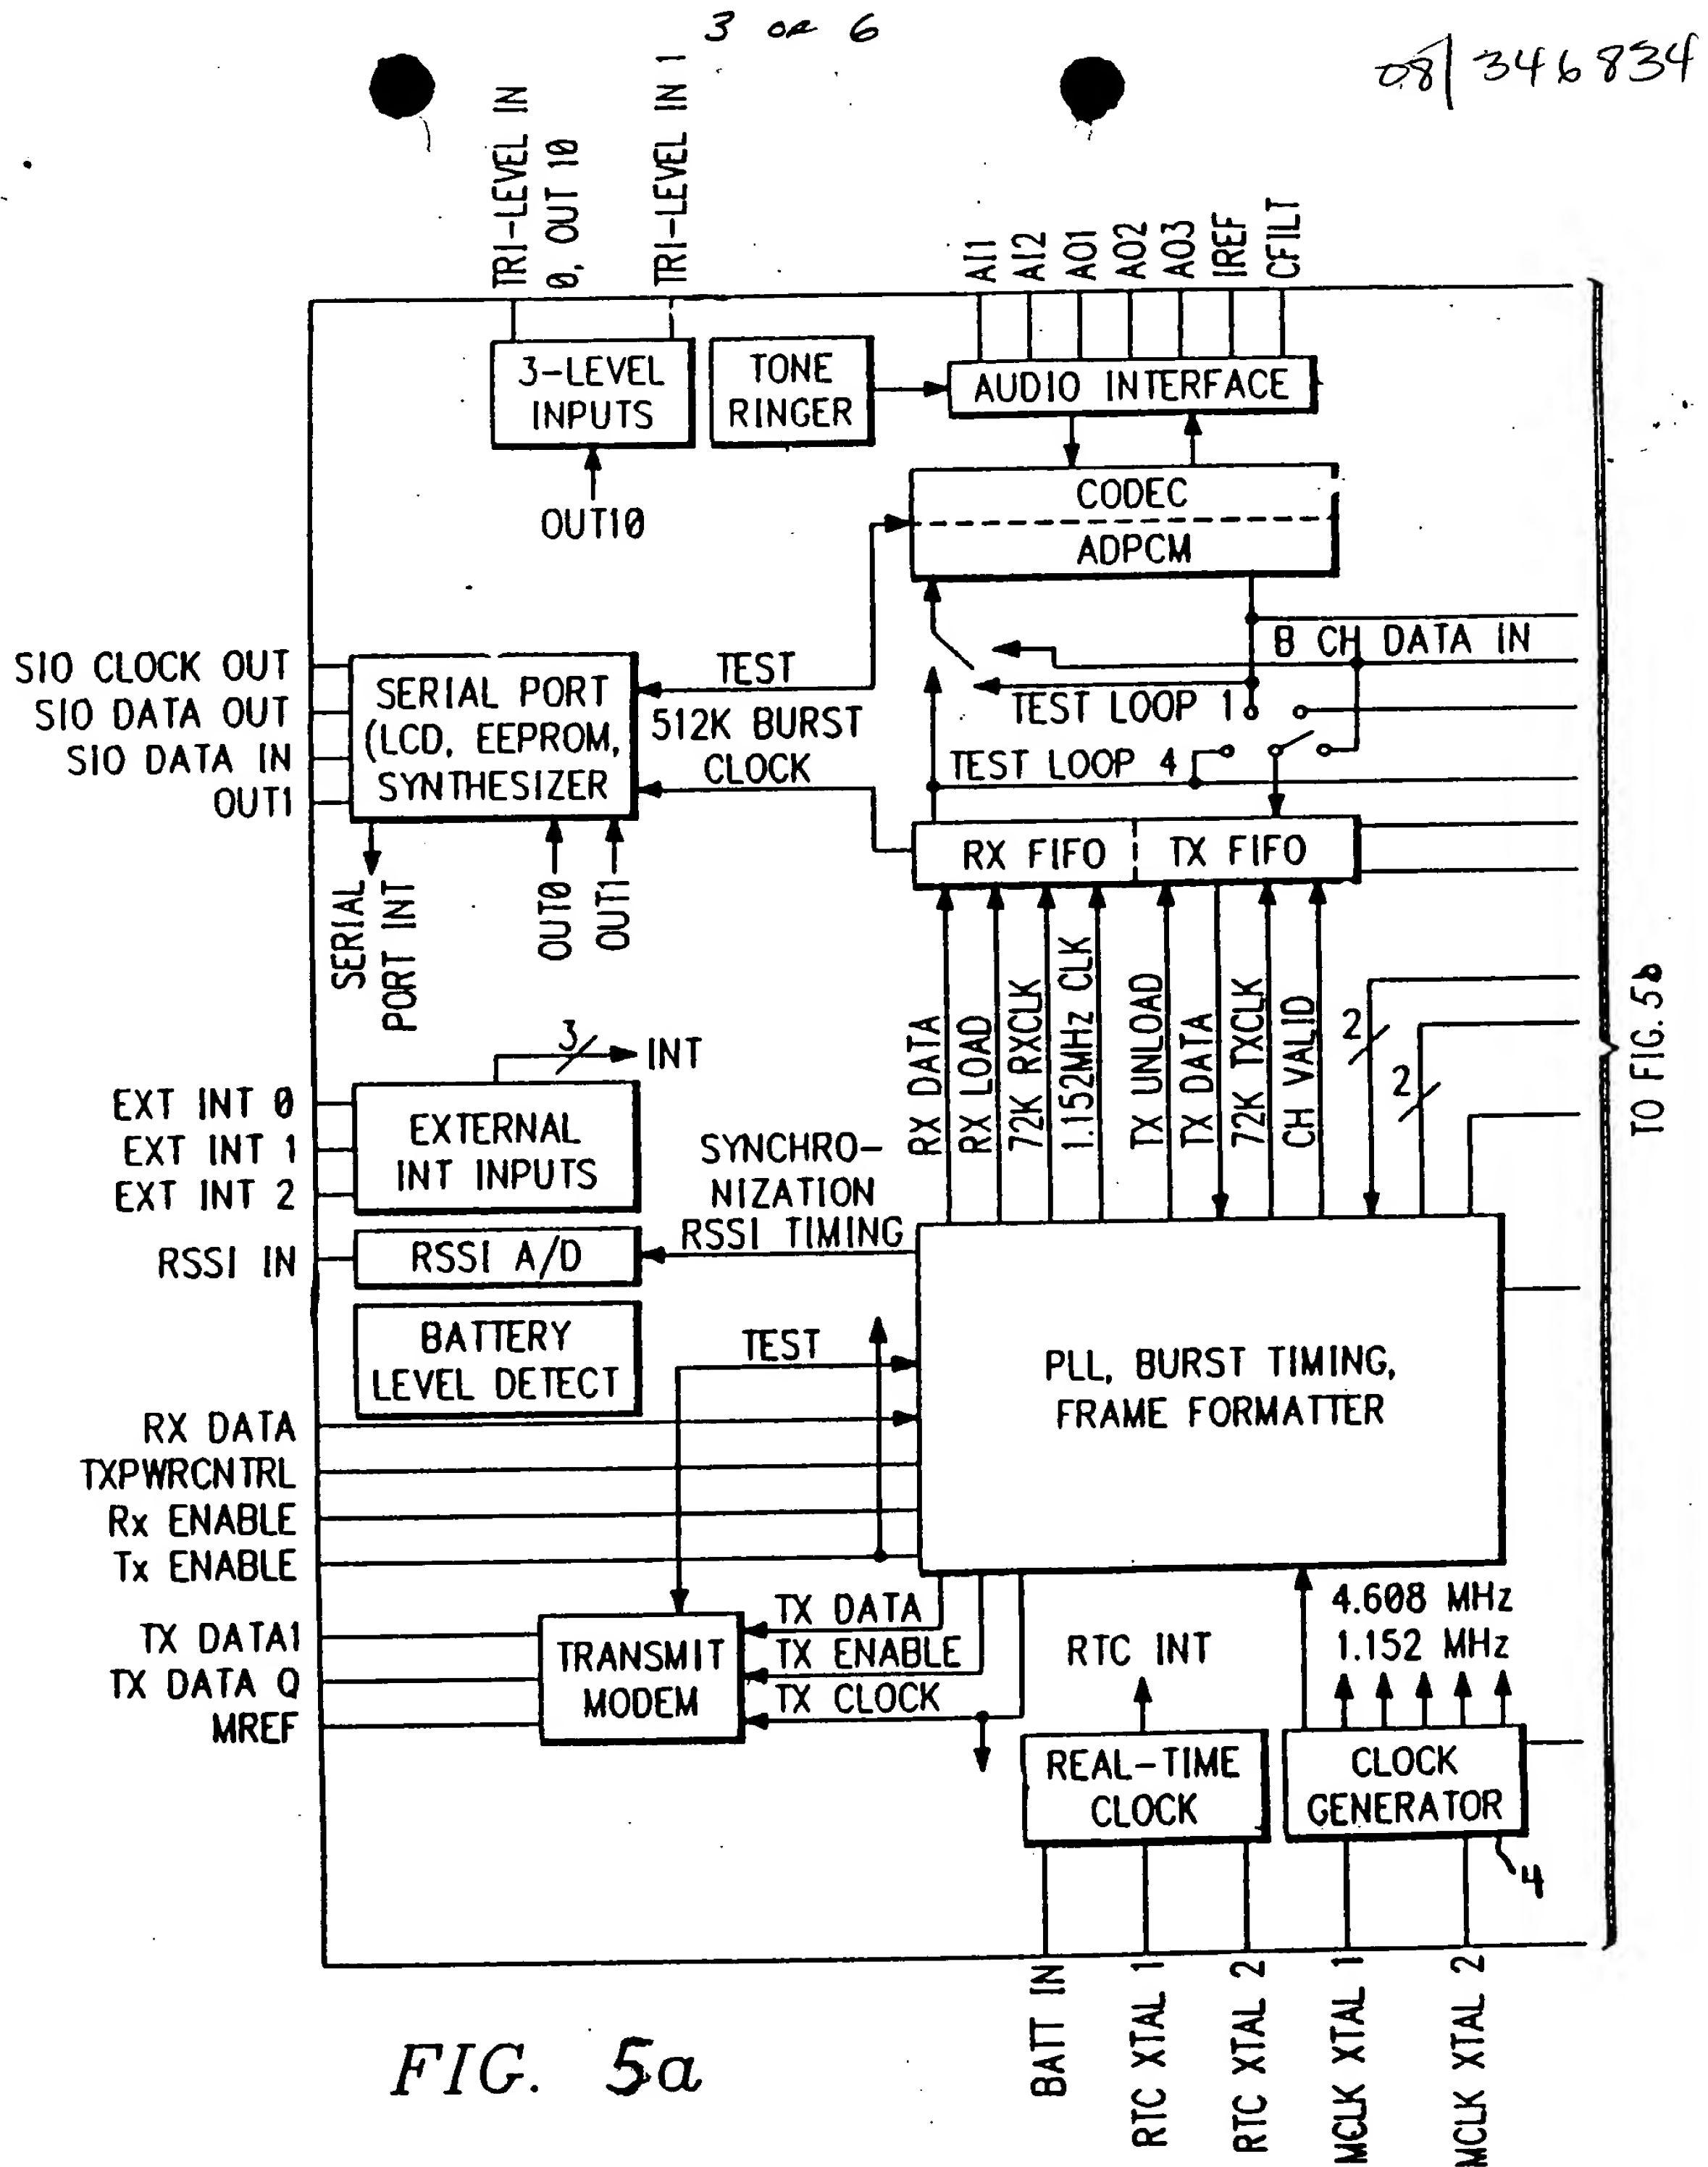 3 OF 6
08/346834
TRI-LEVEL IN
0, OUT 10
TRI-LEVEL IN 1
AI1
AI2
AO1
AO2
AO3
IREF
CFILT
3-LEVEL
INPUTS
TONE
RINGER
AUDIO INTERFACE
OUT10
CODEC
ADPCM
B CH DATA IN
SIO CLOCK OUT
SIO DATA OUT
SIO DATA IN
OUT1
SERIAL PORT
(LCD, EEPROM,
SYNTHESIZER
TEST
512K BURST
CLOCK
TEST LOOP 1
TEST LOOP 4
RX FIFO
TX FIFO
SERIAL
PORT INT
OUT0
OUT1
RX DATA
RX LOAD
72K RXCLK
1.152MHz CLK
TX UNLOAD
TX DATA
72K TXCLK
CH VALID
2
2
TO FIG. 5b
3
INT
EXT INT 0
EXT INT 1
EXT INT 2
EXTERNAL
INT INPUTS
SYNCHRO-
NIZATION
RSSI TIMING
RSSI IN
RSSI A/D
BATTERY
LEVEL DETECT
TEST
PLL, BURST TIMING,
FRAME FORMATTER
RX DATA
TXPWRCNTRL
Rx ENABLE
Tx ENABLE
TX DATA1
TX DATA Q
MREF
TRANSMIT
MODEM
TX DATA
TX ENABLE
TX CLOCK
RTC INT
4.608 MHz
1.152 MHz
REAL-TIME
CLOCK
CLOCK
GENERATOR
4
BATT IN
RTC XTAL 1
RTC XTAL 2
MCLK XTAL 1
MCLK XTAL 2
FIG. 5a